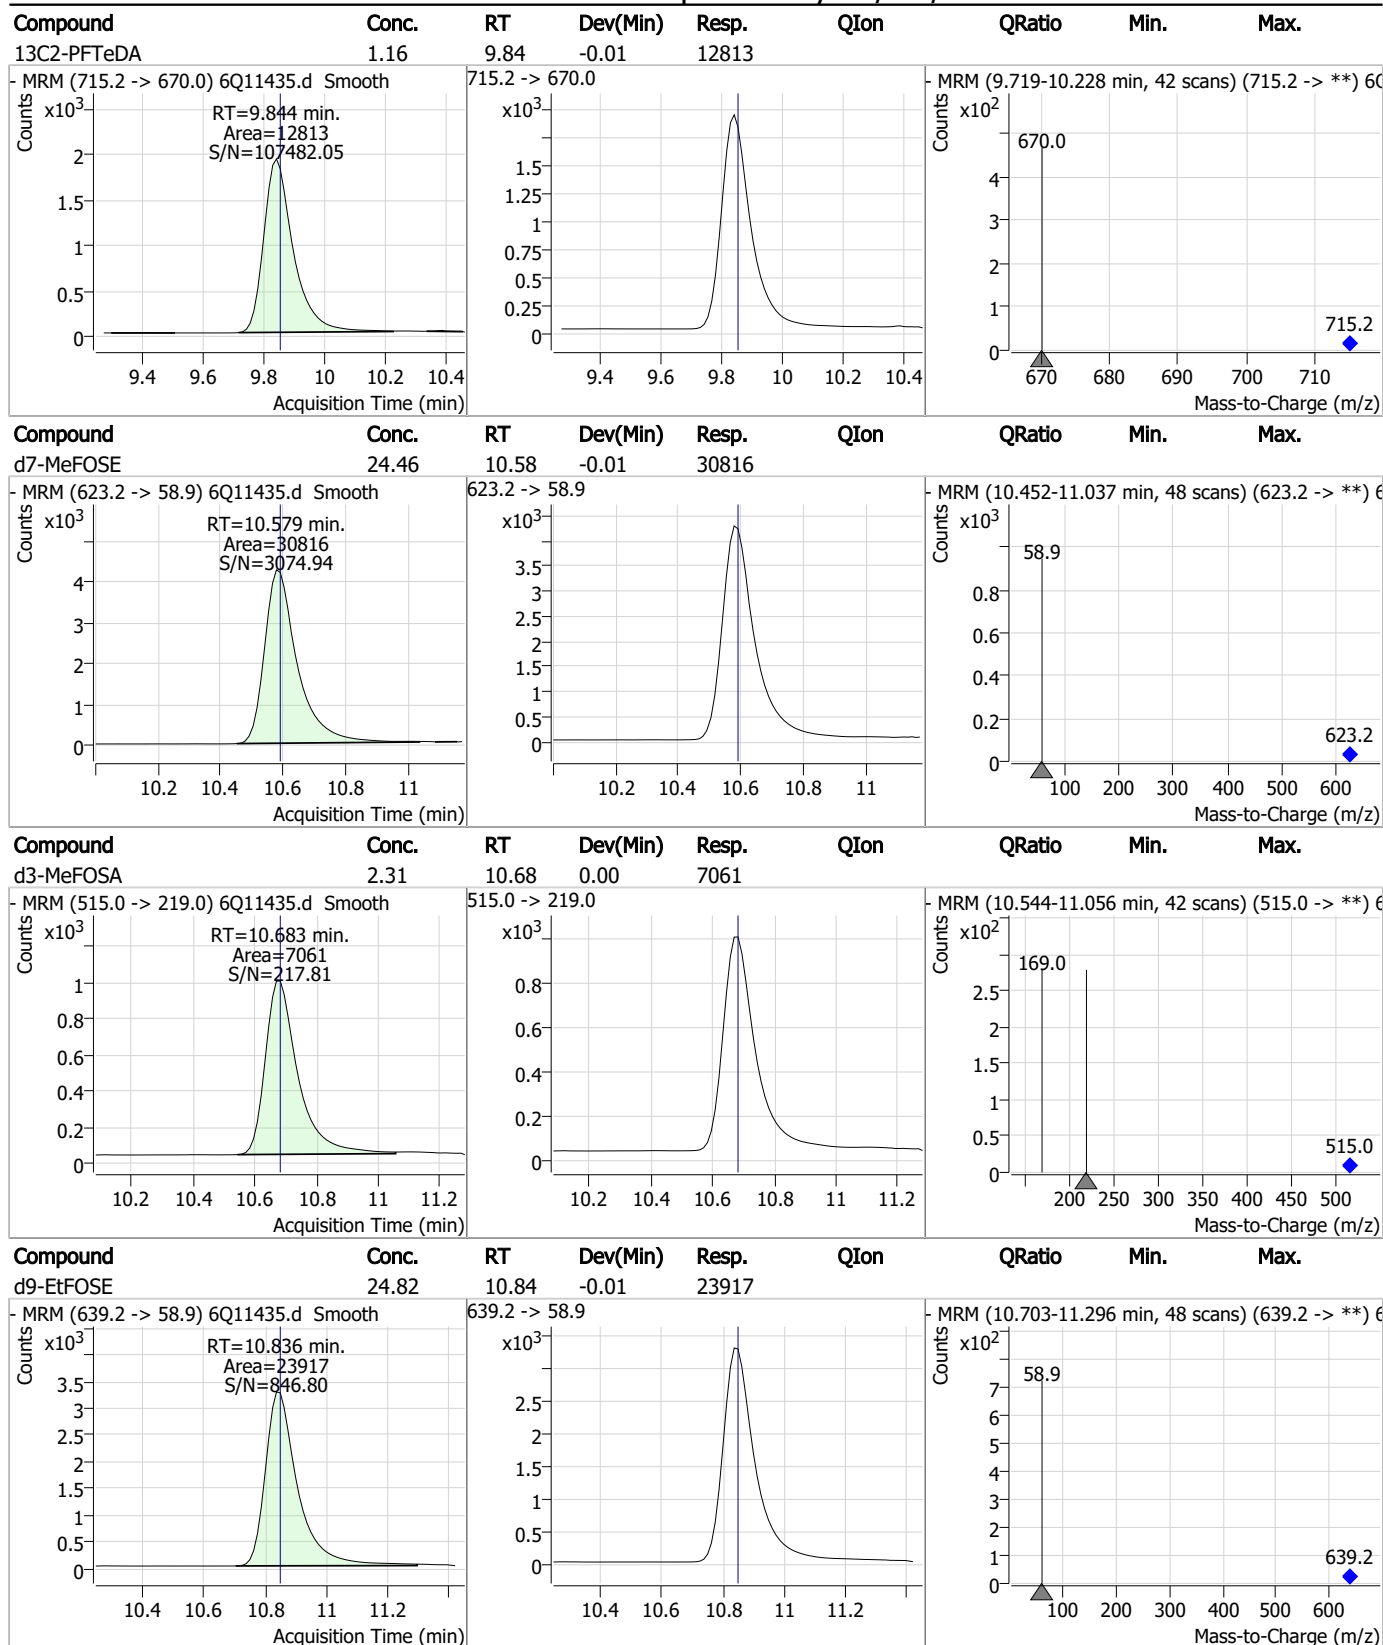 Compound Conc. RT Dev(Min) Resp. QIon QRatio Min. Max.
13C2-PFTeDA 1.16 9.84 -0.01 12813
- MRM (715.2 -> 670.0) 6Q11435.d Smooth
Counts
x10³
RT=9.844 min.
Area=12813
S/N=107482.05
2
1.5
1
0.5
0
9.4 9.6 9.8 10 10.2 10.4
Acquisition Time (min)
715.2 -> 670.0
x10³
1.5
1.25
1
0.75
0.5
0.25
0
9.4 9.6 9.8 10 10.2 10.4
- MRM (9.719-10.228 min, 42 scans) (715.2 -> **)
Counts
x10²
670.0
4
3
2
1
0
715.2
670 680 690 700 710
Mass-to-Charge (m/z)
Compound Conc. RT Dev(Min) Resp. QIon QRatio Min. Max.
d7-MeFOSE 24.46 10.58 -0.01 30816
- MRM (623.2 -> 58.9) 6Q11435.d Smooth
Counts
x10³
RT=10.579 min.
Area=30816
S/N=3074.94
4
3
2
1
0
10.2 10.4 10.6 10.8 11
Acquisition Time (min)
623.2 -> 58.9
x10³
3.5
3
2.5
2
1.5
1
0.5
0
10.2 10.4 10.6 10.8 11
- MRM (10.452-11.037 min, 48 scans) (623.2 -> **)
Counts
x10³
58.9
0.8
0.6
0.4
0.2
0
623.2
100 200 300 400 500 600
Mass-to-Charge (m/z)
Compound Conc. RT Dev(Min) Resp. QIon QRatio Min. Max.
d3-MeFOSA 2.31 10.68 0.00 7061
- MRM (515.0 -> 219.0) 6Q11435.d Smooth
Counts
x10³
RT=10.683 min.
Area=7061
S/N=217.81
1
0.8
0.6
0.4
0.2
0
10.2 10.4 10.6 10.8 11 11.2
Acquisition Time (min)
515.0 -> 219.0
x10³
0.8
0.6
0.4
0.2
0
10.2 10.4 10.6 10.8 11 11.2
- MRM (10.544-11.056 min, 42 scans) (515.0 -> **)
Counts
x10²
169.0
2.5
2
1.5
1
0.5
0
515.0
200 250 300 350 400 450 500
Mass-to-Charge (m/z)
Compound Conc. RT Dev(Min) Resp. QIon QRatio Min. Max.
d9-EtFOSE 24.82 10.84 -0.01 23917
- MRM (639.2 -> 58.9) 6Q11435.d Smooth
Counts
x10³
RT=10.836 min.
Area=23917
S/N=846.80
3.5
3
2.5
2
1.5
1
0.5
0
10.4 10.6 10.8 11 11.2
Acquisition Time (min)
639.2 -> 58.9
x10³
2.5
2
1.5
1
0.5
0
10.4 10.6 10.8 11 11.2
- MRM (10.703-11.296 min, 48 scans) (639.2 -> **)
Counts
x10²
58.9
7
6
5
4
3
2
1
0
639.2
100 200 300 400 500 600
Mass-to-Charge (m/z)